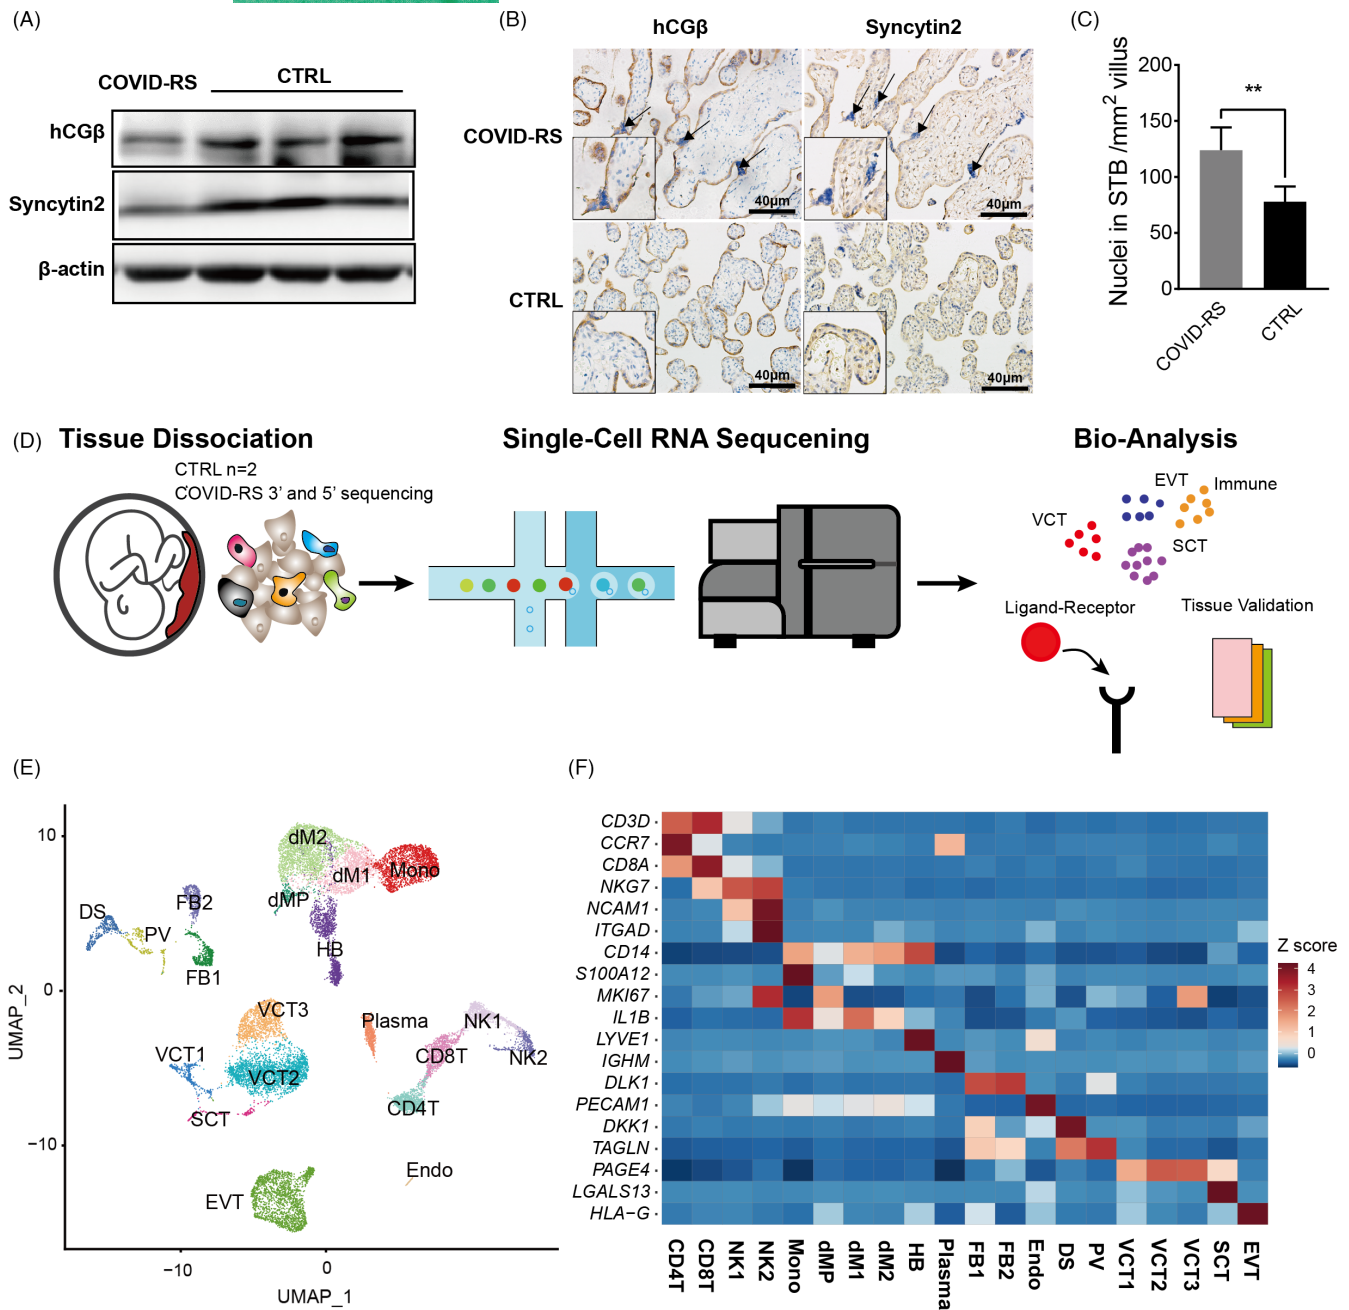 (A)
COVID-RS CTRL
hCGβ
Syncytin2
β-actin
(B)
hCGβ Syncytin2
COVID-RS
40μm 40μm
CTRL
40μm 40μm
(C)
Nuclei in STB /mm² villus
200
150
100
50
0
**
COVID-RS CTRL
(D) Tissue Dissociation Single-Cell RNA Sequcening Bio-Analysis
CTRL n=2
COVID-RS 3’ and 5’ sequencing
EVT Immune
VCT
SCT
Ligand-Receptor Tissue Validation
(E)
UMAP_2
10
0
−10
dM2
dM1 Mono
dMP
FB2
DS
PV
HB
FB1
VCT3
Plasma NK1
VCT1
CD8T NK2
VCT2
CD4T
SCT
Endo
EVT
−10 0
UMAP_1
(F)
CD3D
CCR7
CD8A
NKG7
NCAM1
ITGAD
CD14
S100A12
MKI67
IL1B
LYVE1
IGHM
DLK1
PECAM1
DKK1
TAGLN
PAGE4
LGALS13
HLA−G
CD4T CD8T NK1 NK2 Mono dMP dM1 dM2 HB Plasma FB1 FB2 Endo DS PV VCT1 VCT2 VCT3 SCT EVT
Z score
4
3
2
1
0